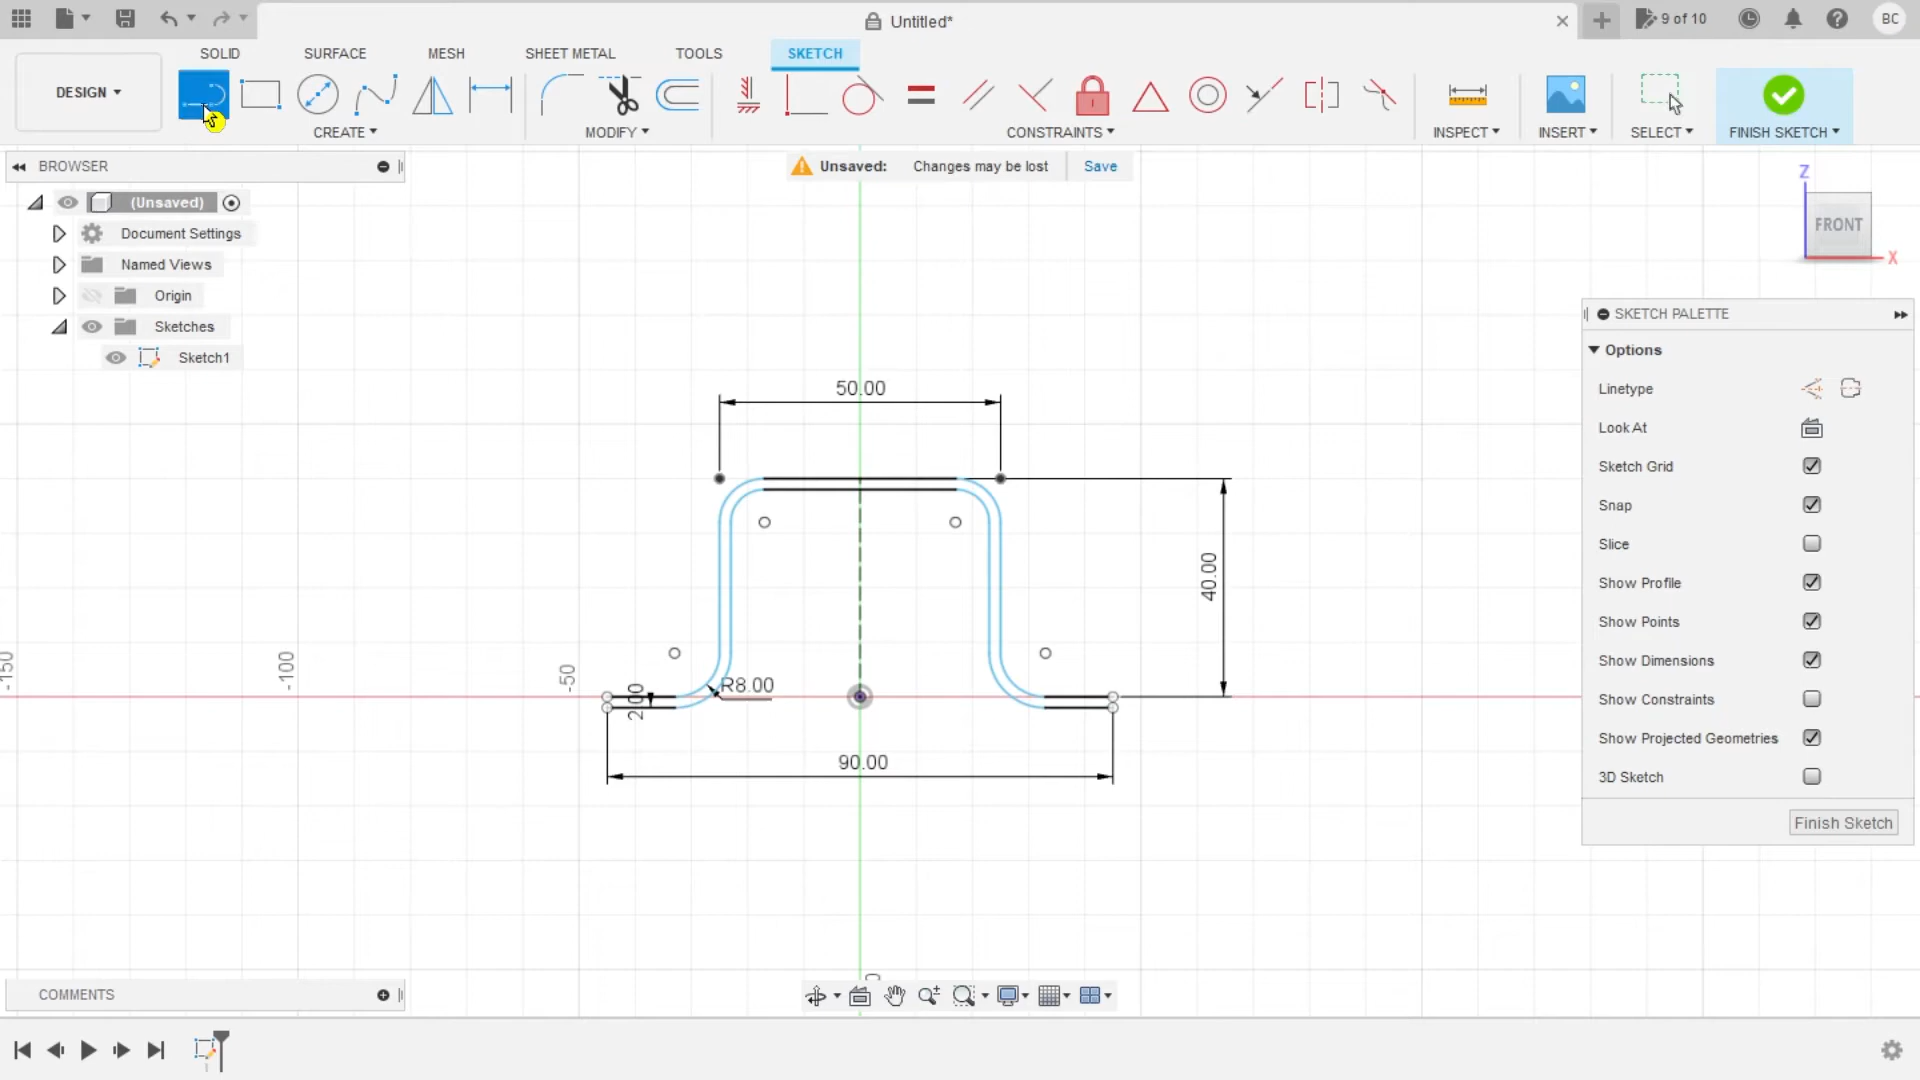 Untitled*
9 of 10
BC
SOLID
SURFACE
MESH
SHEET METAL
TOOLS
SKETCH
DESIGN
CREATE
MODIFY
CONSTRAINTS
INSPECT
INSERT
SELECT
FINISH SKETCH
BROWSER
Unsaved:
Changes may be lost
Save
(Unsaved)
Document Settings
Named Views
Origin
Sketches
Sketch1
Z
FRONT
X
SKETCH PALETTE
Options
Linetype
Look At
Sketch Grid
Snap
Slice
Show Profile
Show Points
Show Dimensions
Show Constraints
Show Projected Geometries
3D Sketch
Finish Sketch
50.00
40.00
-150
-100
-50
2.00
R8.00
90.00
COMMENTS